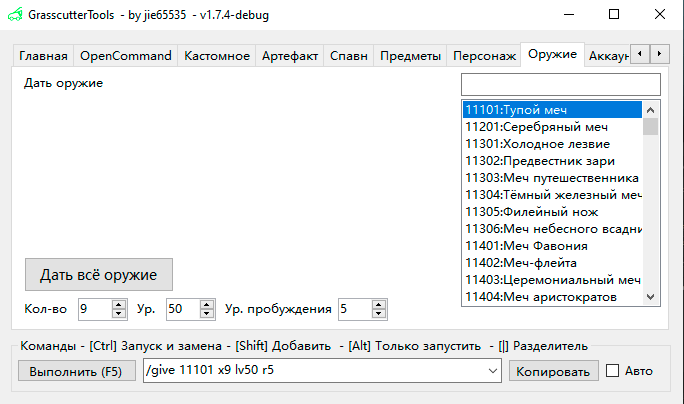 GrasscutterTools - by jie65535 - v1.7.4-debug
Главная OpenCommand Кастомное Артефакт Спавн Предметы Персонаж Оружие Аккаун
Дать оружие
11101:Тупой меч
11201:Серебряный меч
11301:Холодное лезвие
11302:Предвестник зари
11303:Меч путешественника
11304:Тёмный железный меч
11305:Филейный нож
11306:Меч небесного всадни
11401:Меч Фавония
11402:Меч-флейта
11403:Церемониальный меч
11404:Меч аристократов
Дать всё оружие
Кол-во 9 Ур. 50 Ур. пробуждения 5
Команды - [Ctrl] Запуск и замена - [Shift] Добавить - [Alt] Только запустить - [|] Разделитель
Выполнить (F5) /give 11101 x9 lv50 r5 Копировать Авто